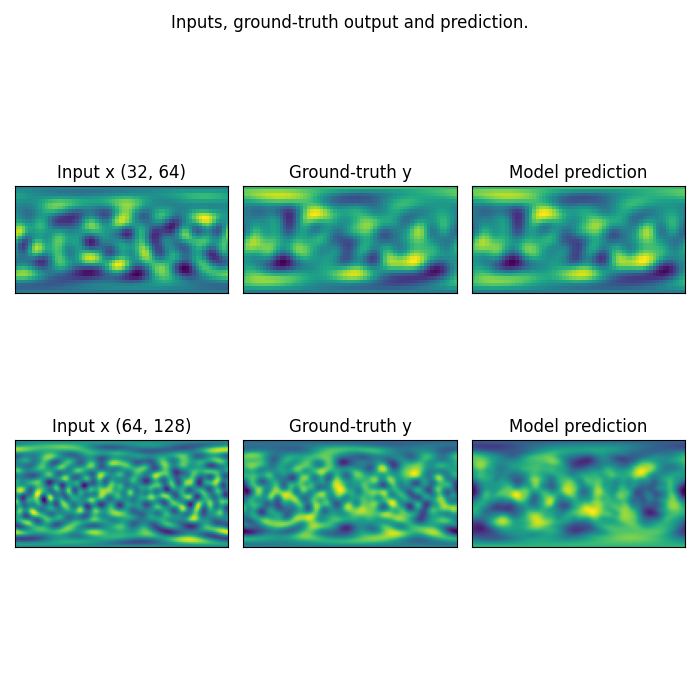 Inputs, ground-truth output and prediction.
Input x (32, 64)
Ground-truth y
Model prediction
Input x (64, 128)
Ground-truth y
Model prediction